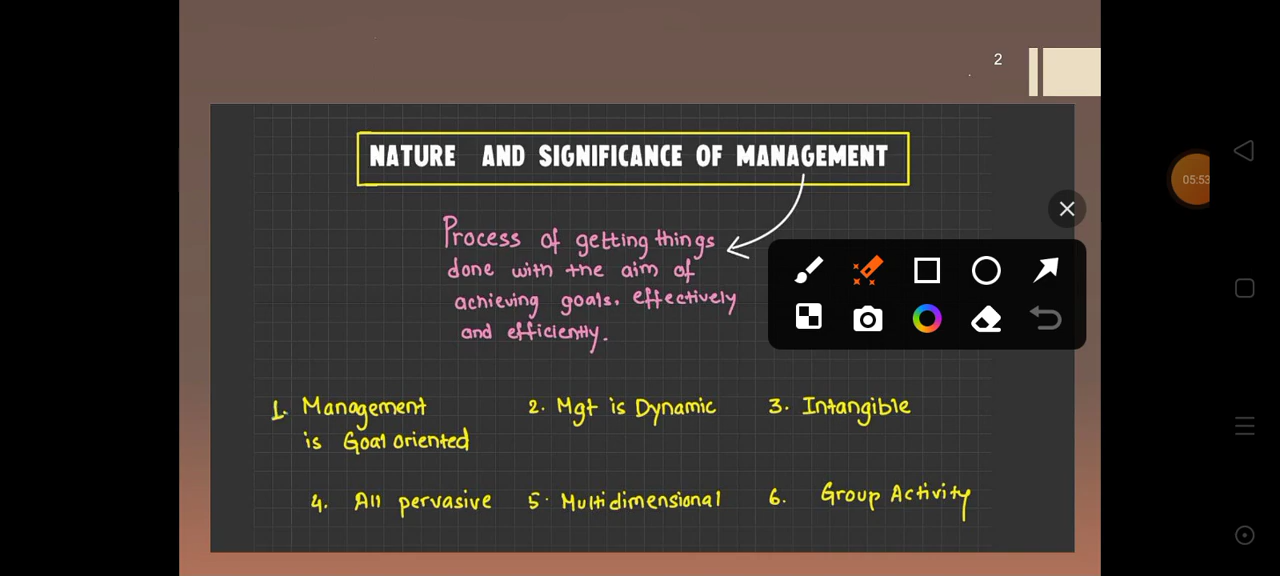 2
NATURE AND SIGNIFICANCE OF MANAGEMENT
05:53
Process of getting things
done with the aim of
achieving goals, effectively
and efficiently.
1. Management
is Goal oriented
2. Mgt is Dynamic
3. Intangible
4. All pervasive
5. Multidimensional
6. Group Activity